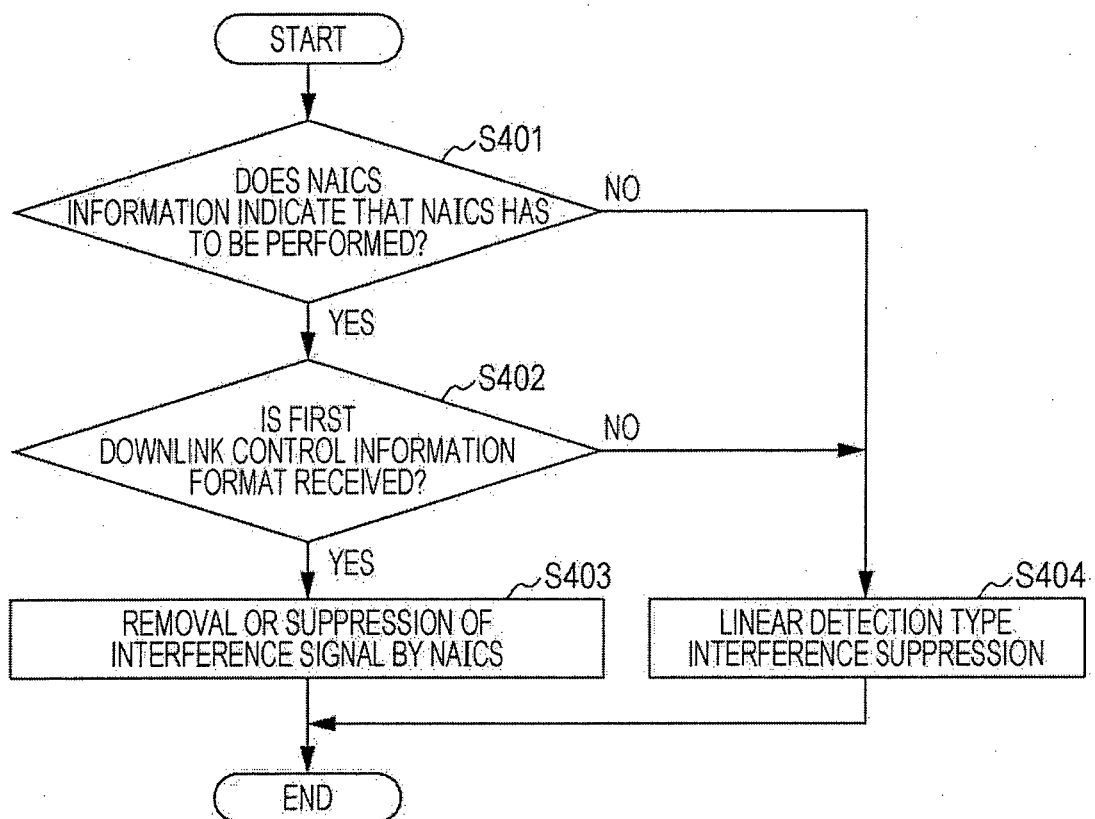 START
S401
DOES NAICS
INFORMATION INDICATE THAT NAICS HAS
TO BE PERFORMED?
NO
YES
S402
IS FIRST
DOWNLINK CONTROL INFORMATION
FORMAT RECEIVED?
NO
YES
S403
REMOVAL OR SUPPRESSION OF
INTERFERENCE SIGNAL BY NAICS
S404
LINEAR DETECTION TYPE
INTERFERENCE SUPPRESSION
END